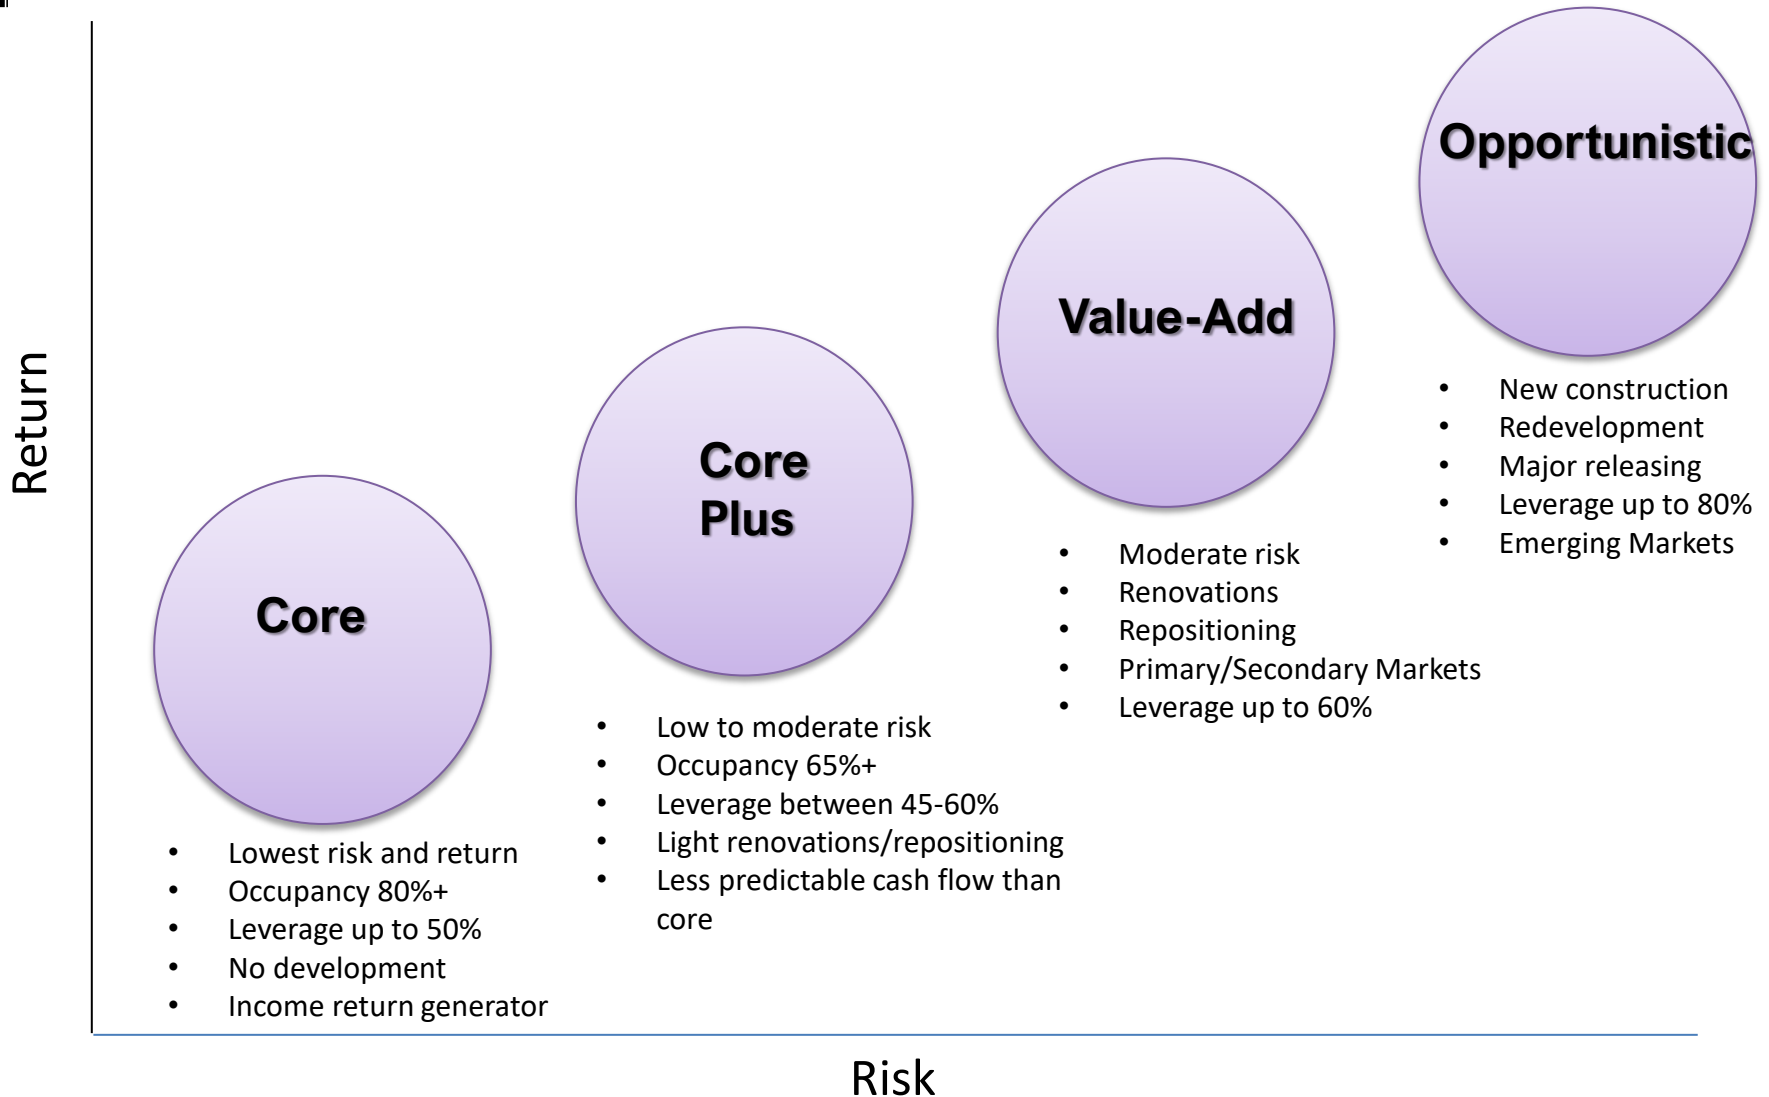 Return
Core
• Lowest risk and return
• Occupancy 80%+
• Leverage up to 50%
• No development
• Income return generator
Core
Plus
• Low to moderate risk
• Occupancy 65%+
• Leverage between 45-60%
• Light renovations/repositioning
• Less predictable cash flow than
core
Value-Add
• Moderate risk
• Renovations
• Repositioning
• Primary/Secondary Markets
• Leverage up to 60%
Opportunistic
• New construction
• Redevelopment
• Major releasing
• Leverage up to 80%
• Emerging Markets
Risk